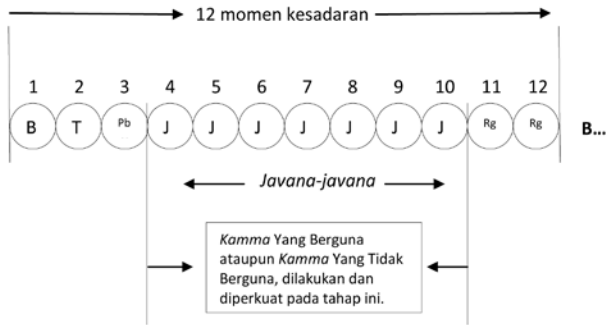 12 momen kesadaran
1 2 3 4 5 6 7 8 9 10 11 12
B T Pb J J J J J J J Rg Rg B...
Javana-javana
Kamma Yang Berguna
ataupun Kamma Yang Tidak
Berguna, dilakukan dan
diperkuat pada tahap ini.